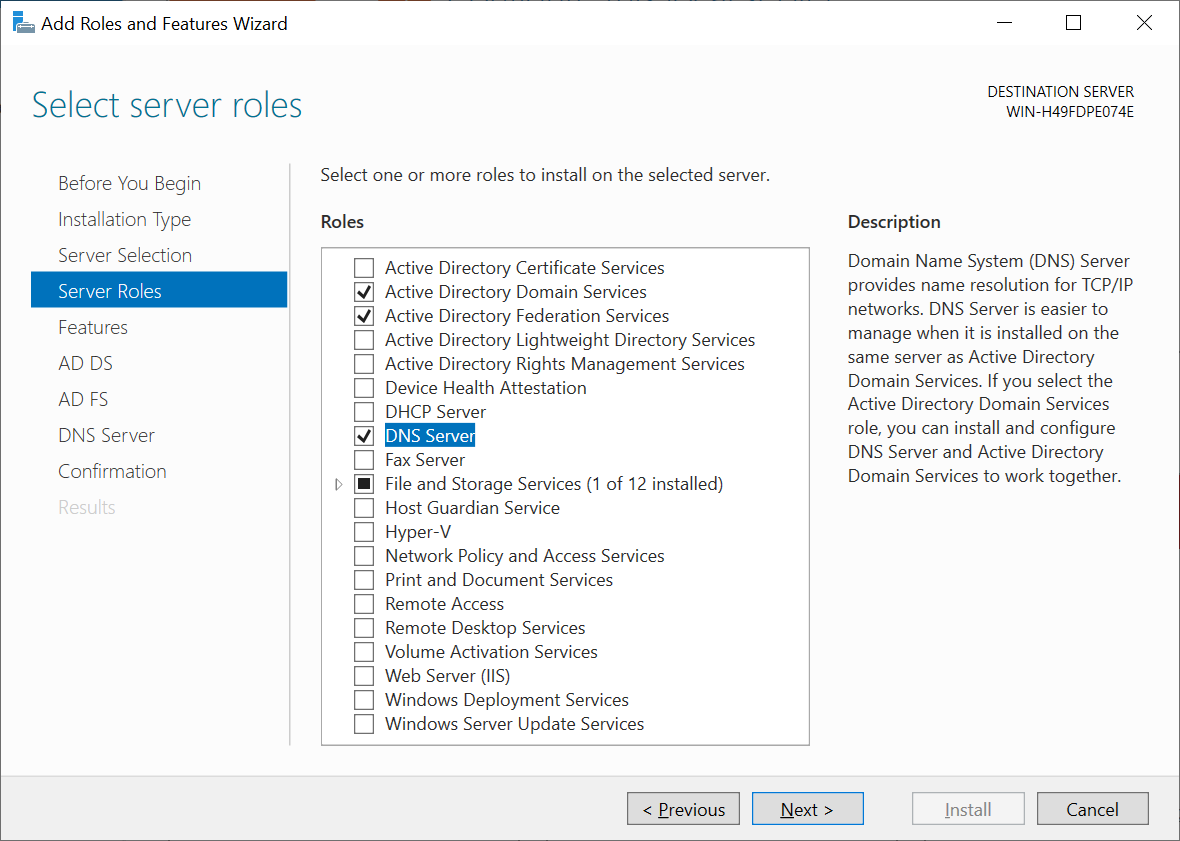 Add Roles and Features Wizard
Select server roles
DESTINATION SERVER
WIN-H49FDPE074E
Before You Begin
Installation Type
Server Selection
Server Roles
Features
AD DS
AD FS
DNS Server
Confirmation
Results
Select one or more roles to install on the selected server.
Roles
Active Directory Certificate Services
Active Directory Domain Services
Active Directory Federation Services
Active Directory Lightweight Directory Services
Active Directory Rights Management Services
Device Health Attestation
DHCP Server
DNS Server
Fax Server
File and Storage Services (1 of 12 installed)
Host Guardian Service
Hyper-V
Network Policy and Access Services
Print and Document Services
Remote Access
Remote Desktop Services
Volume Activation Services
Web Server (IIS)
Windows Deployment Services
Windows Server Update Services
Description
Domain Name System (DNS) Server
provides name resolution for TCP/IP
networks. DNS Server is easier to
manage when it is installed on the
same server as Active Directory
Domain Services. If you select the
Active Directory Domain Services
role, you can install and configure
DNS Server and Active Directory
Domain Services to work together.
< Previous
Next >
Install
Cancel